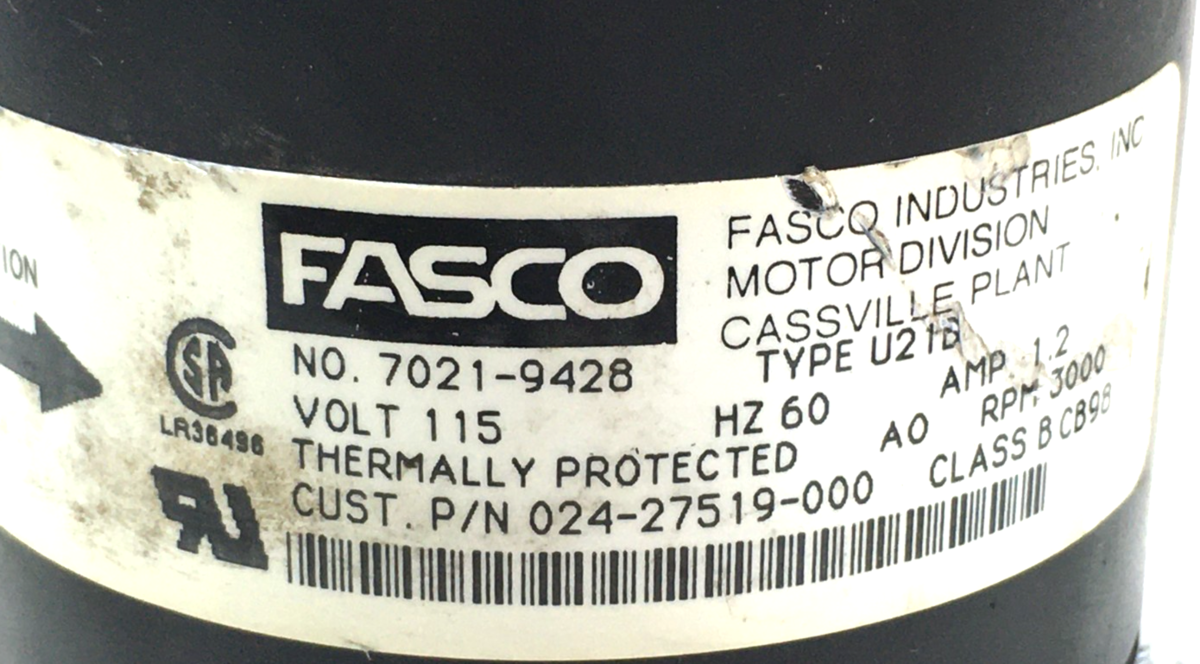 ION
FASCO
FASCO INDUSTRIES, INC
MOTOR DIVISION
CASSVILLE PLANT
NO. 7021-9428 TYPE U21B AMP. 1.2
VOLT 115 HZ 60 RPM 3000
THERMALLY PROTECTED AO CLASS B CB98
CUST. P/N 024-27519-000
LR36496